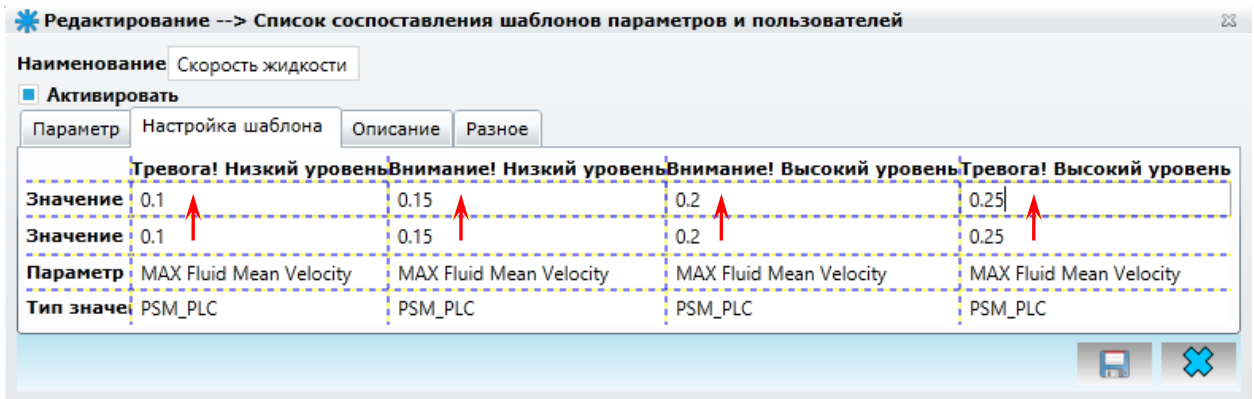 Редактирование --> Список соспоставления шаблонов параметров и пользователей
Наименование Скорость жидкости
Активировать
Параметр Настройка шаблона Описание Разное
Тревога! Низкий уровень Внимание! Низкий уровень Внимание! Высокий уровень Тревога! Высокий уровень
Значение 0.1 0.15 0.2 0.25
Значение 0.1 0.15 0.2 0.25
Параметр MAX Fluid Mean Velocity MAX Fluid Mean Velocity MAX Fluid Mean Velocity MAX Fluid Mean Velocity
Тип значе PSM_PLC PSM_PLC PSM_PLC PSM_PLC